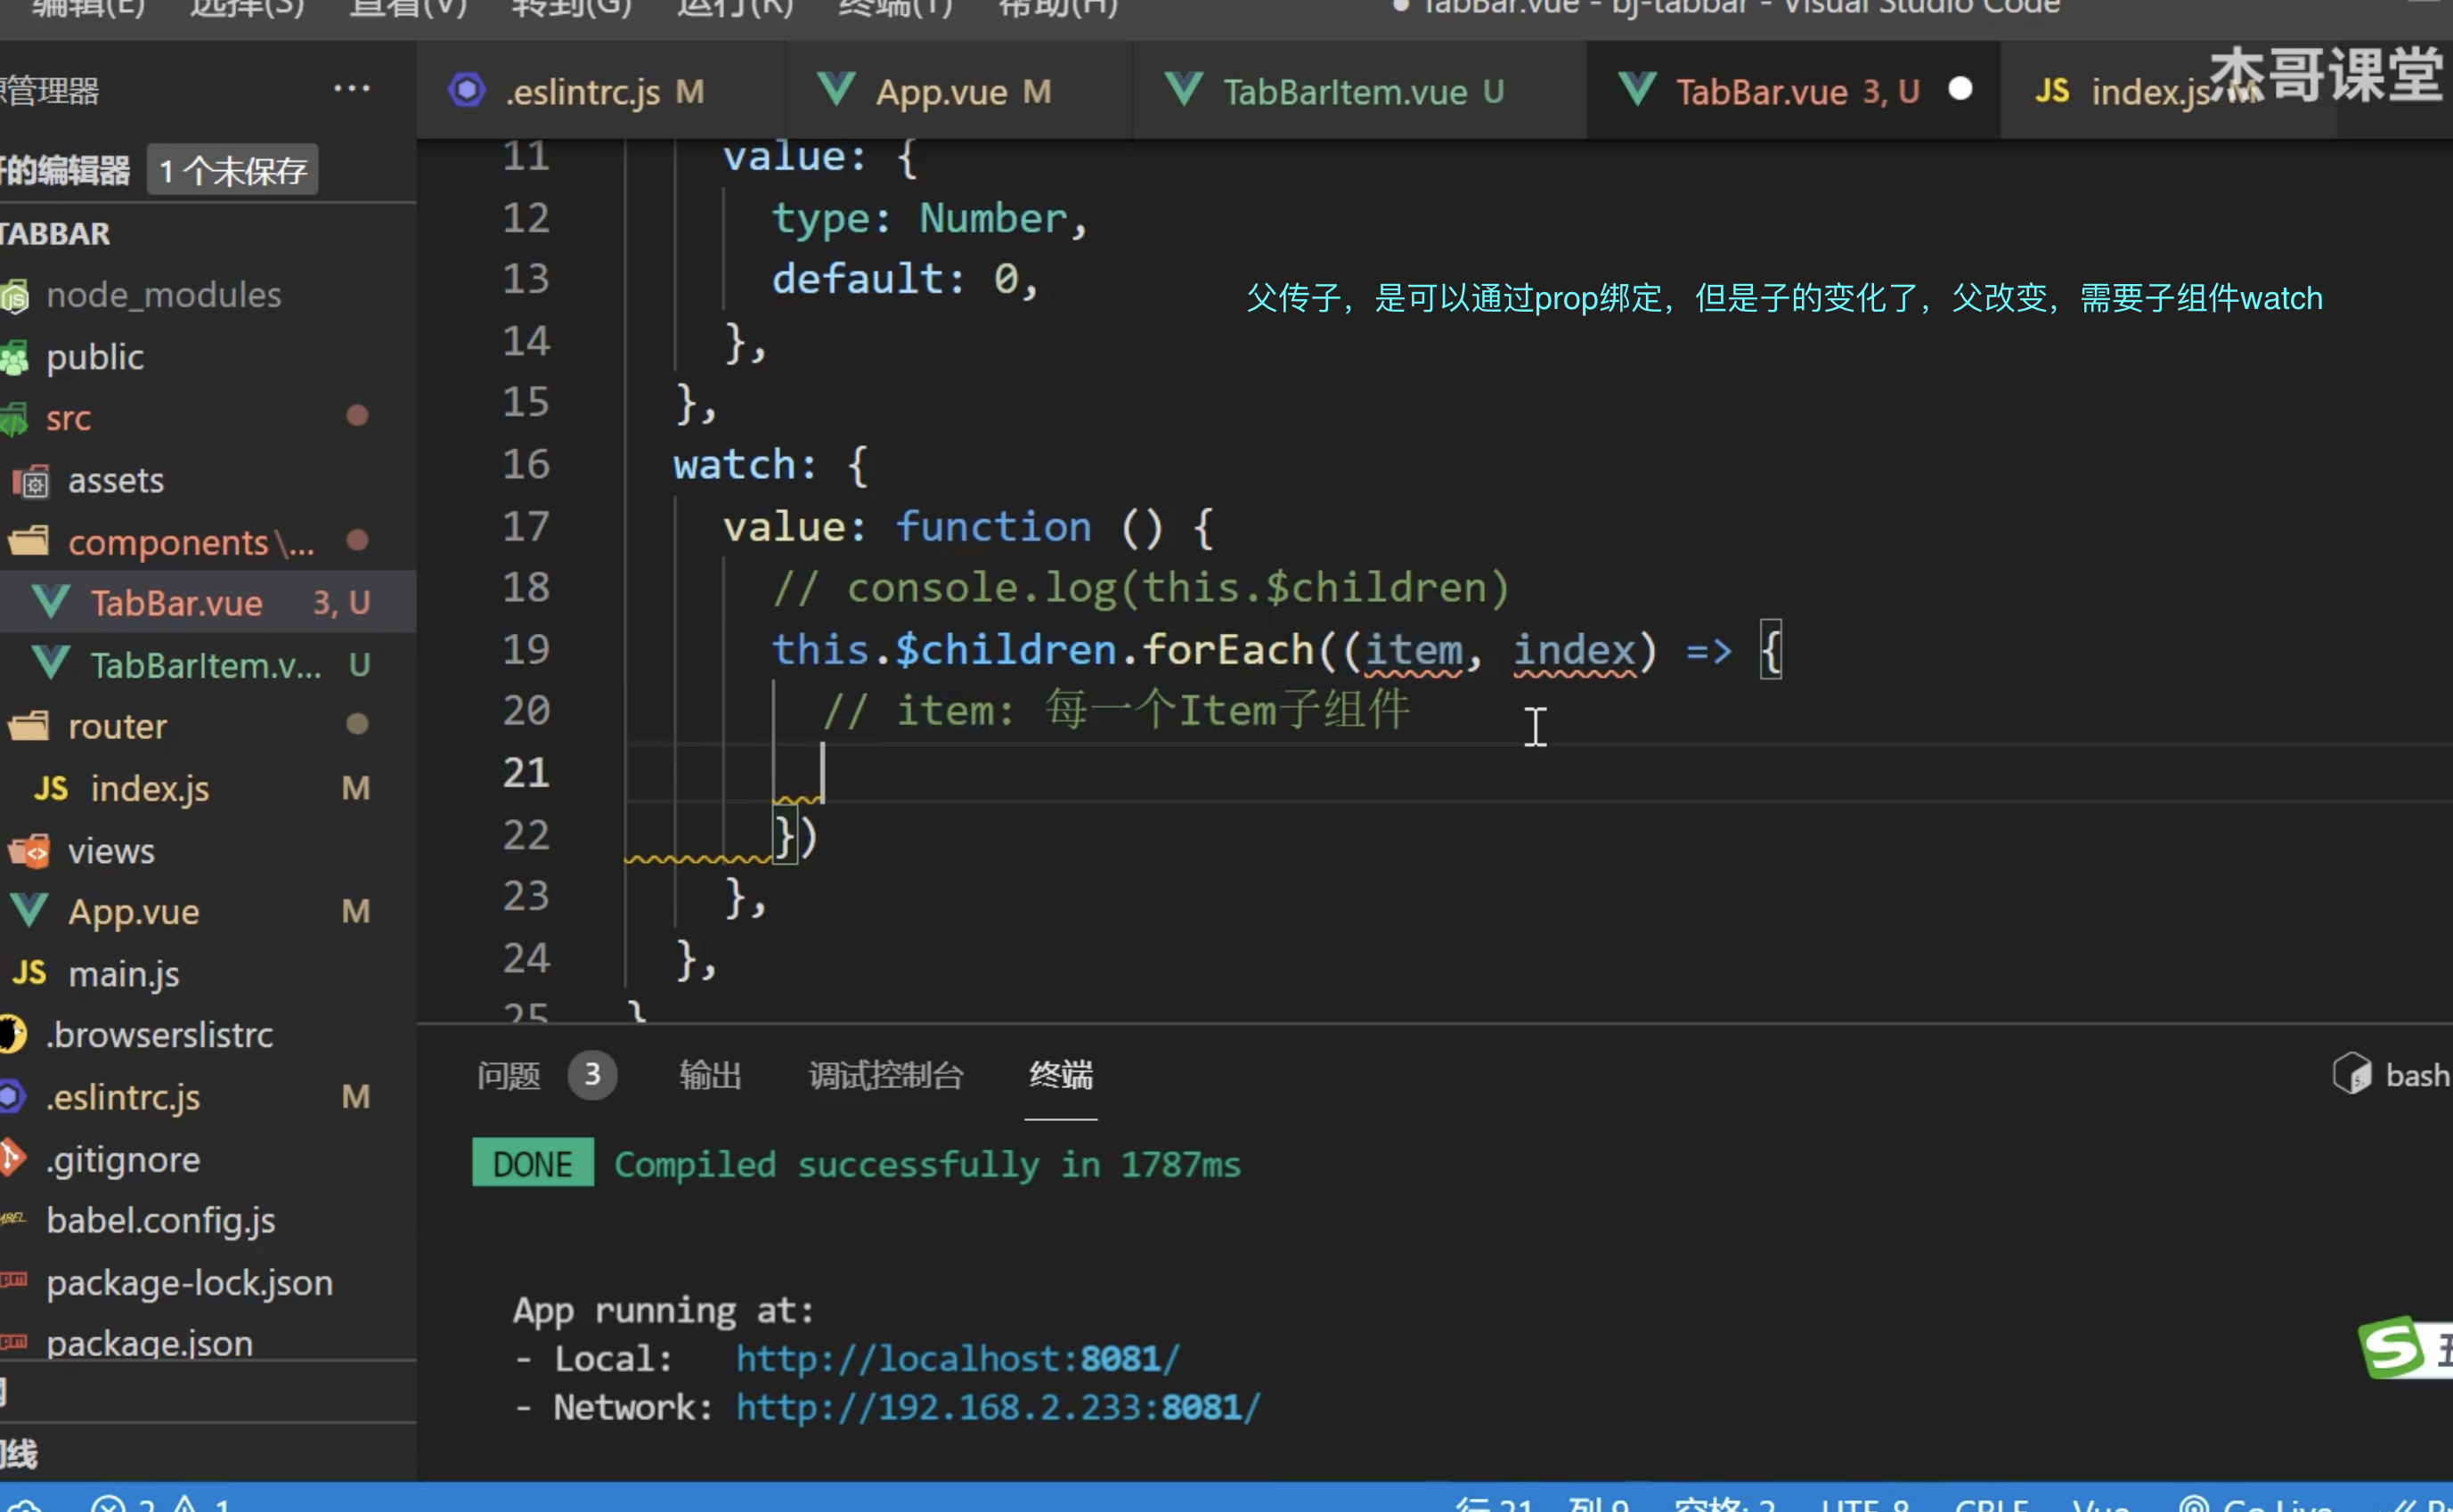 编辑(E) 选择(S) 查看(V) 转到(G) 运行(R) 终端(T) 帮助(H) ● TabBar.vue - bj-tabbar - Visual Studio Code
管理器 ···
.eslintrc.js M
App.vue M
TabBarItem.vue U
TabBar.vue 3, U ●
JS index.js M
杰哥课堂
的编辑器 1 个未保存
TABBAR
node_modules
public
src
assets
components\...
TabBar.vue 3, U
TabBarItem.v... U
router
JS index.js M
views
App.vue M
JS main.js
.browserslistrc
.eslintrc.js M
.gitignore
babel.config.js
package-lock.json
package.json
线
11 value: {
12 type: Number,
13 default: 0,
父传子，是可以通过prop绑定，但是子的变化了，父改变，需要子组件watch
14 },
15 },
16 watch: {
17 value: function () {
18 // console.log(this.$children)
19 this.$children.forEach((item, index) => {
20 // item: 每一个Item子组件
21
22 })
23 },
24 },
25 }
问题 3 输出 调试控制台 终端 bash
DONE Compiled successfully in 1787ms
App running at:
- Local: http://localhost:8081/
- Network: http://192.168.2.233:8081/
行 21 列 9 空格: 2 UTF-8 CRLF Vue Go Live